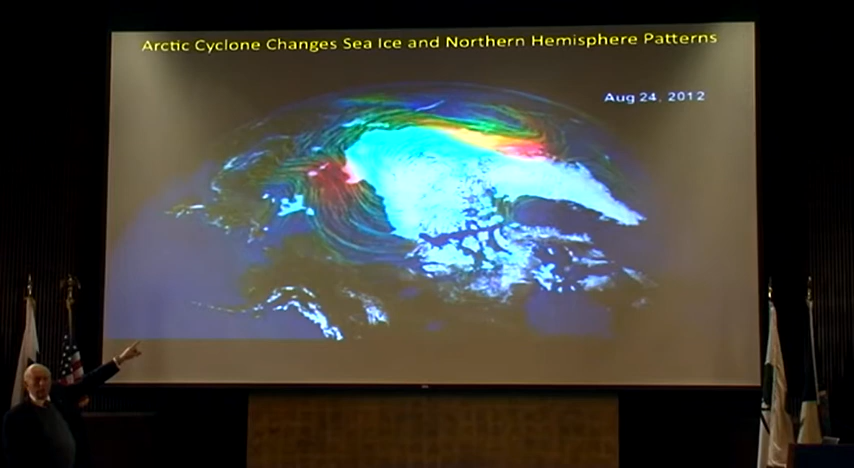 Arctic Cyclone Changes Sea Ice and Northern Hemisphere Patterns
Aug 24, 2012